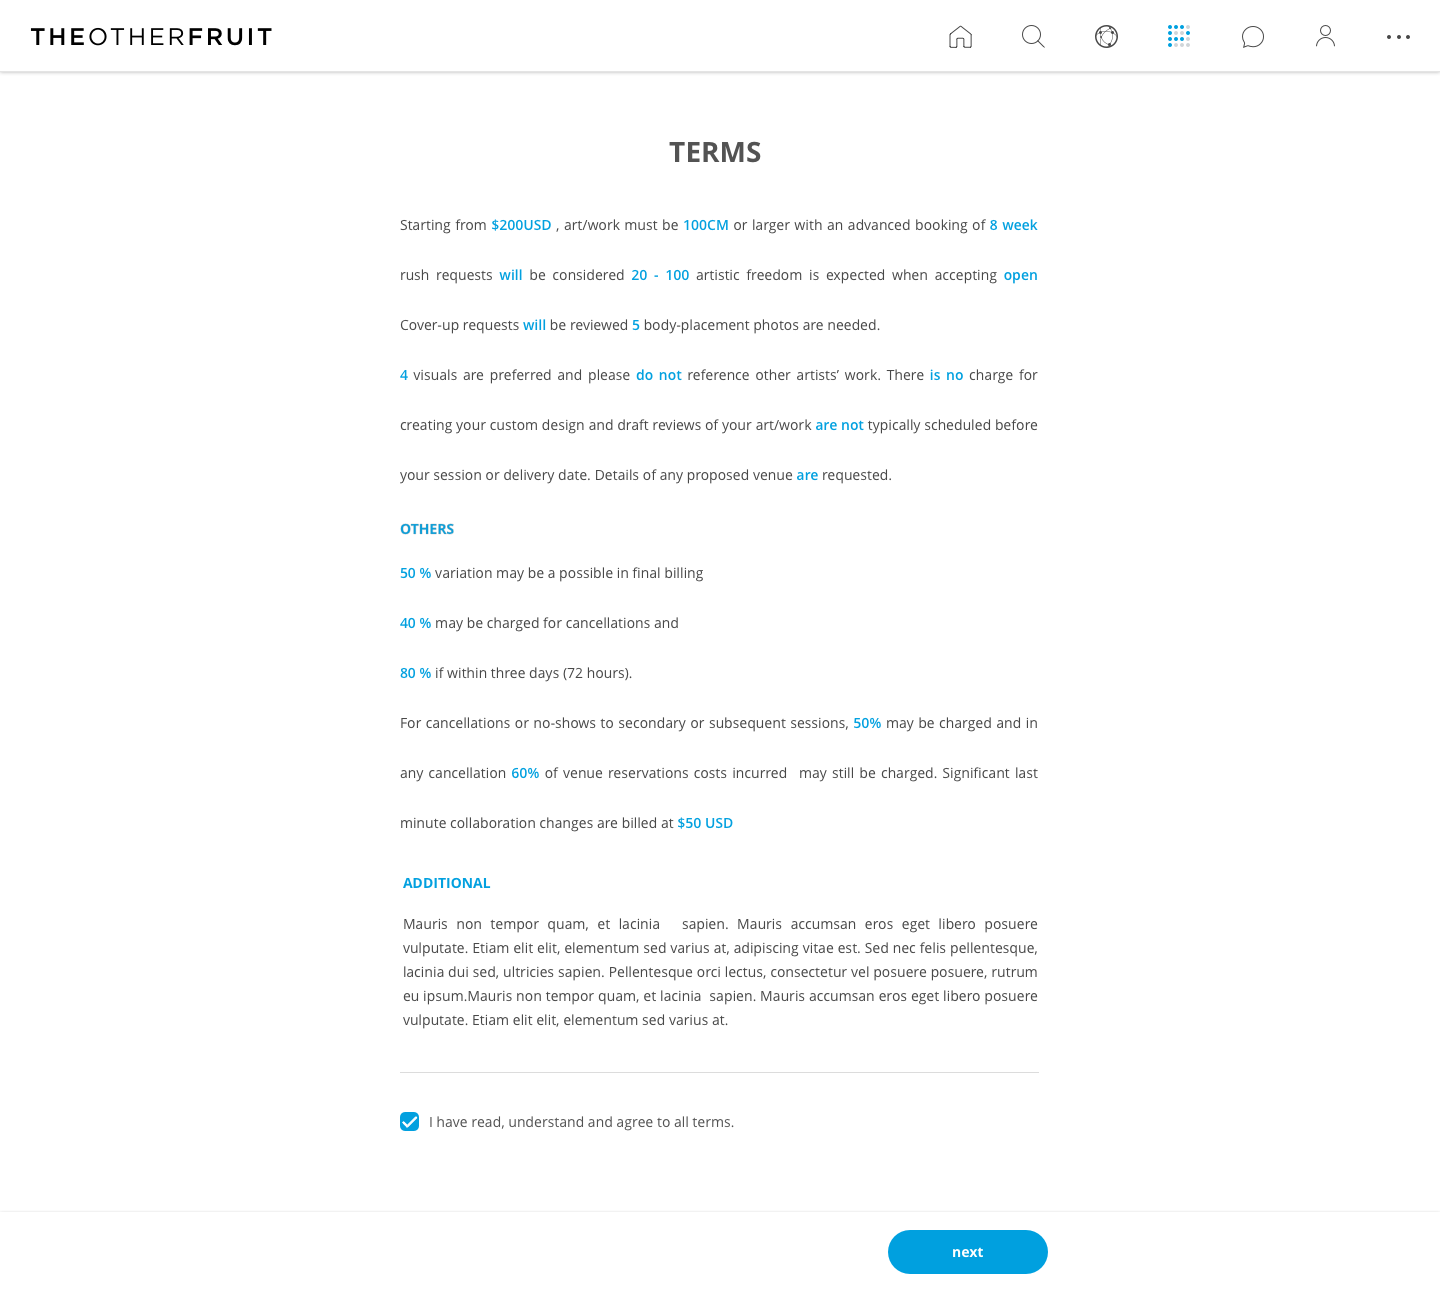 THEOTHERFRUIT
TERMS
Starting from $200USD , art/work must be 100CM or larger with an advanced booking of 8 week
rush requests will be considered 20 - 100 artistic freedom is expected when accepting open
Cover-up requests will be reviewed 5 body-placement photos are needed.
4 visuals are preferred and please do not reference other artists’ work. There is no charge for
creating your custom design and draft reviews of your art/work are not typically scheduled before
your session or delivery date. Details of any proposed venue are requested.
OTHERS
50 % variation may be a possible in final billing
40 % may be charged for cancellations and
80 % if within three days (72 hours).
For cancellations or no-shows to secondary or subsequent sessions, 50% may be charged and in
any cancellation 60% of venue reservations costs incurred may still be charged. Significant last
minute collaboration changes are billed at $50 USD
ADDITIONAL
Mauris non tempor quam, et lacinia sapien. Mauris accumsan eros eget libero posuere
vulputate. Etiam elit elit, elementum sed varius at, adipiscing vitae est. Sed nec felis pellentesque,
lacinia dui sed, ultricies sapien. Pellentesque orci lectus, consectetur vel posuere posuere, rutrum
eu ipsum.Mauris non tempor quam, et lacinia sapien. Mauris accumsan eros eget libero posuere
vulputate. Etiam elit elit, elementum sed varius at.
I have read, understand and agree to all terms.
next